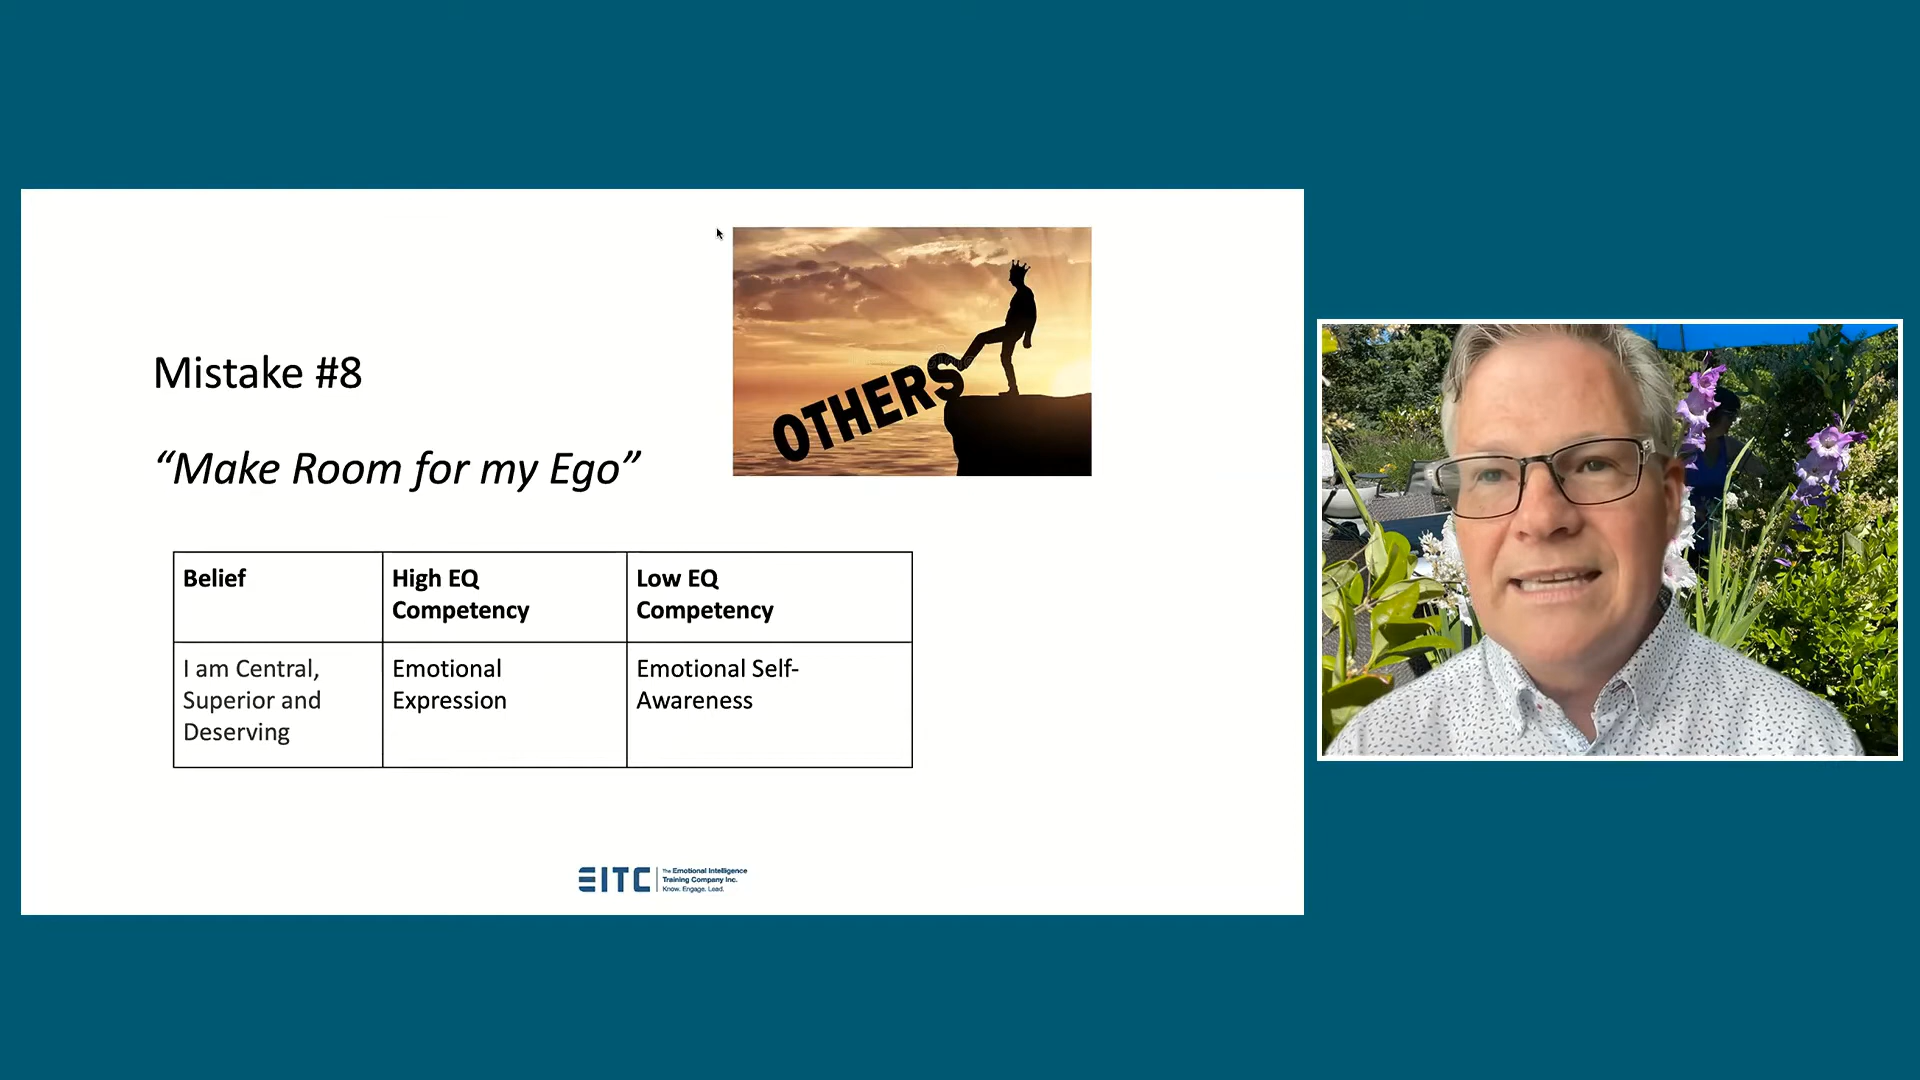 OTHERS
Mistake #8
“Make Room for my Ego”
Belief
High EQ
Competency
Low EQ
Competency
I am Central,
Superior and
Deserving
Emotional
Expression
Emotional Self-
Awareness
EITC
The Emotional Intelligence
Training Company Inc.
Know. Engage. Lead.